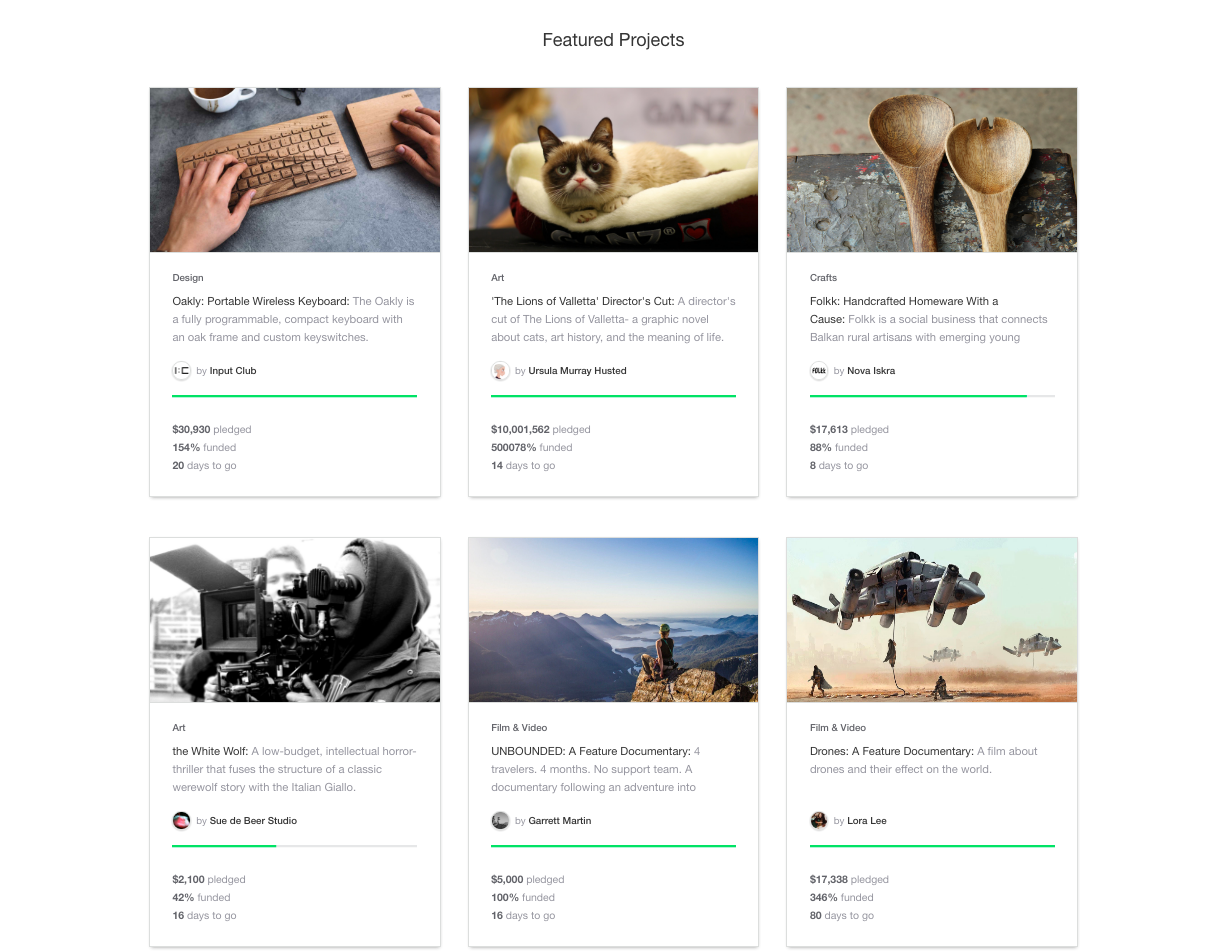 Featured Projects
GANZ
GANZ®
Design
Oakly: Portable Wireless Keyboard: The Oakly is
a fully programmable, compact keyboard with
an oak frame and custom keyswitches.
by Input Club
$30,930 pledged
154% funded
20 days to go
Art
'The Lions of Valletta' Director's Cut: A director's
cut of The Lions of Valletta- a graphic novel
about cats, art history, and the meaning of life.
by Ursula Murray Husted
$10,001,562 pledged
500078% funded
14 days to go
Crafts
Folkk: Handcrafted Homeware With a
Cause: Folkk is a social business that connects
Balkan rural artisans with emerging young
FOLKK
by Nova Iskra
$17,613 pledged
88% funded
8 days to go
Art
the White Wolf: A low-budget, intellectual horror-
thriller that fuses the structure of a classic
werewolf story with the Italian Giallo.
by Sue de Beer Studio
$2,100 pledged
42% funded
16 days to go
Film & Video
UNBOUNDED: A Feature Documentary: 4
travelers. 4 months. No support team. A
documentary following an adventure into
by Garrett Martin
$5,000 pledged
100% funded
16 days to go
Film & Video
Drones: A Feature Documentary: A film about
drones and their effect on the world.
by Lora Lee
$17,338 pledged
346% funded
80 days to go